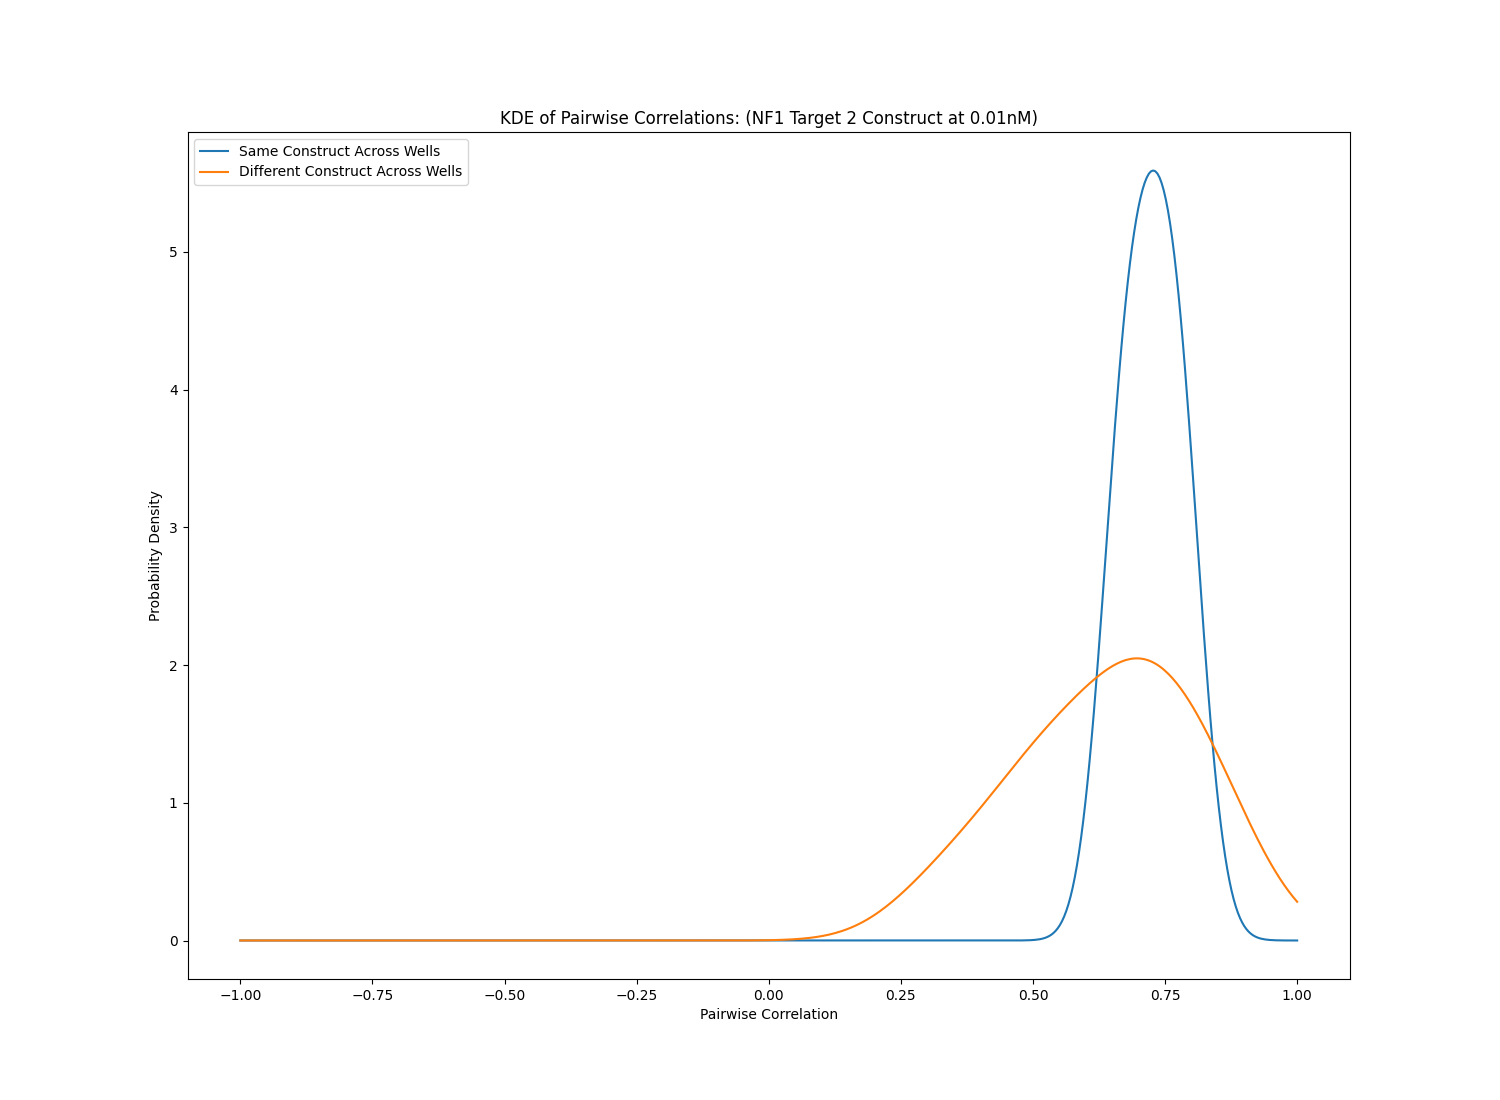 KDE of Pairwise Correlations: (NF1 Target 2 Construct at 0.01nM)
Same Construct Across Wells
Different Construct Across Wells
5
4
3
2
1
0
Probability Density
−1.00 −0.75 −0.50 −0.25 0.00 0.25 0.50 0.75 1.00
Pairwise Correlation